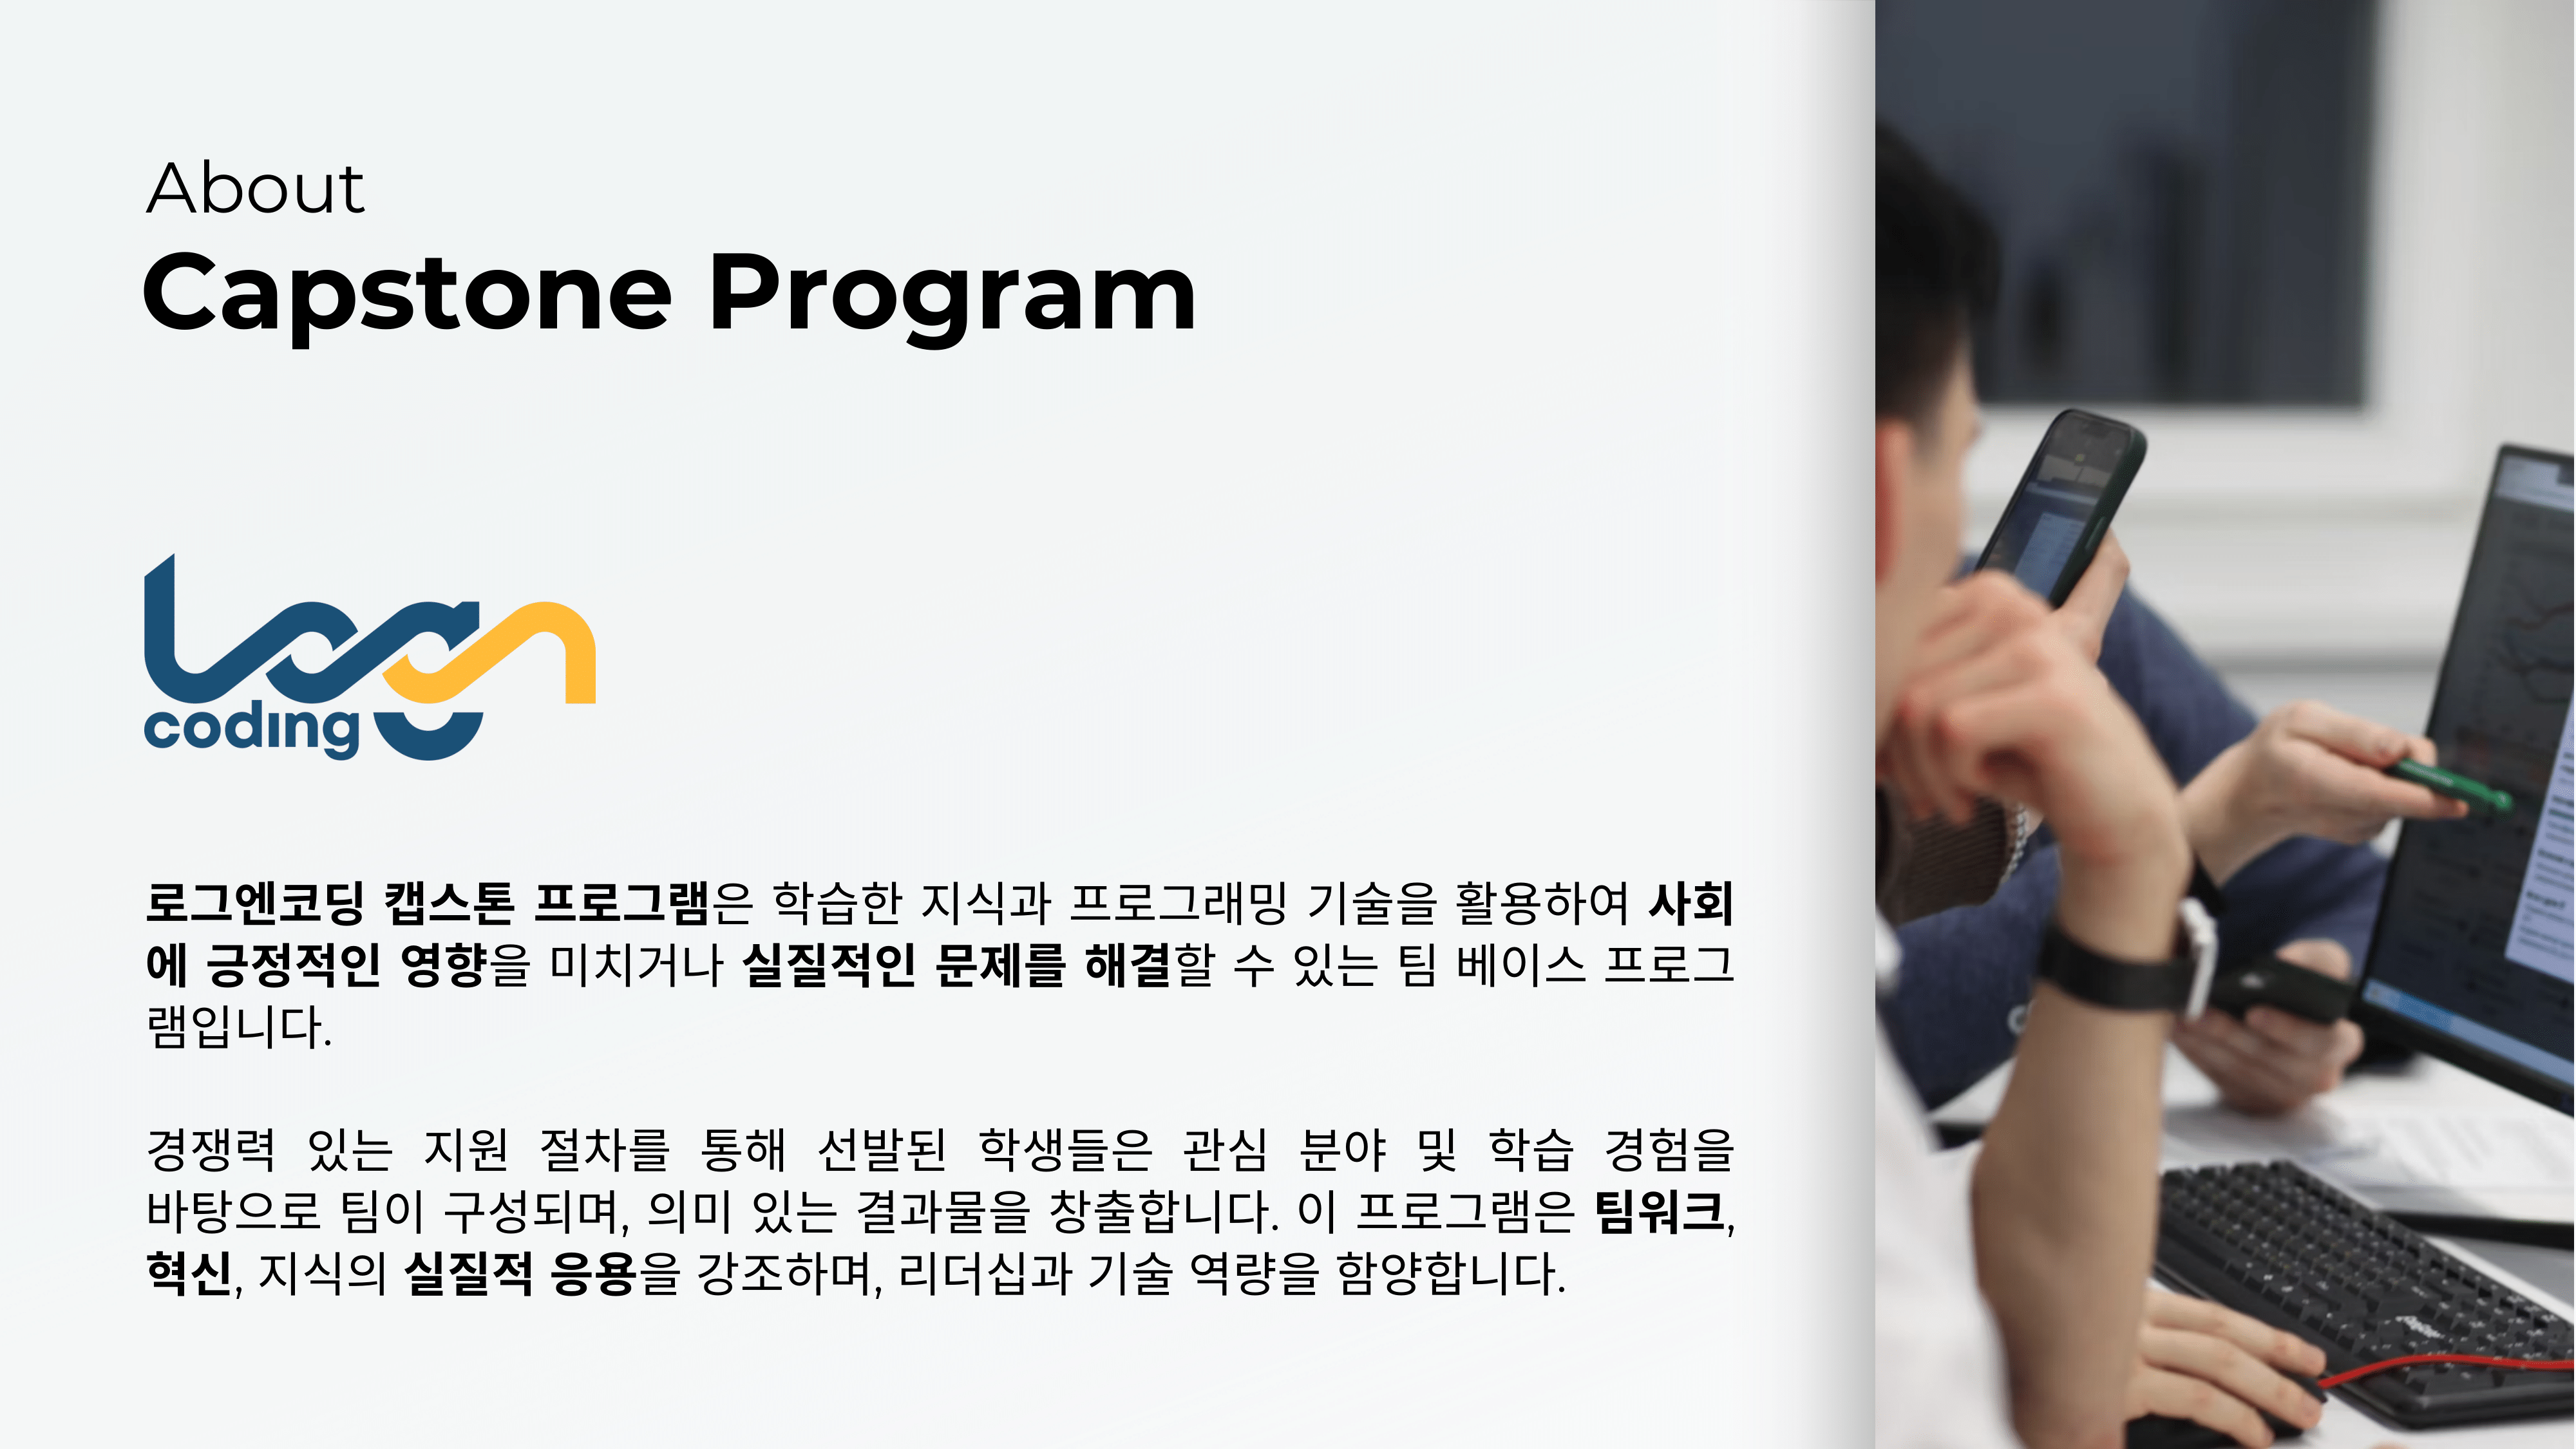 About
Capstone Program
logn
coding
로그엔코딩 캡스톤 프로그램은 학습한 지식과 프로그래밍 기술을 활용하여 사회
에 긍정적인 영향을 미치거나 실질적인 문제를 해결할 수 있는 팀 베이스 프로그
램입니다.
경쟁력 있는 지원 절차를 통해 선발된 학생들은 관심 분야 및 학습 경험을
바탕으로 팀이 구성되며, 의미 있는 결과물을 창출합니다. 이 프로그램은 팀워크,
혁신, 지식의 실질적 응용을 강조하며, 리더십과 기술 역량을 함양합니다.